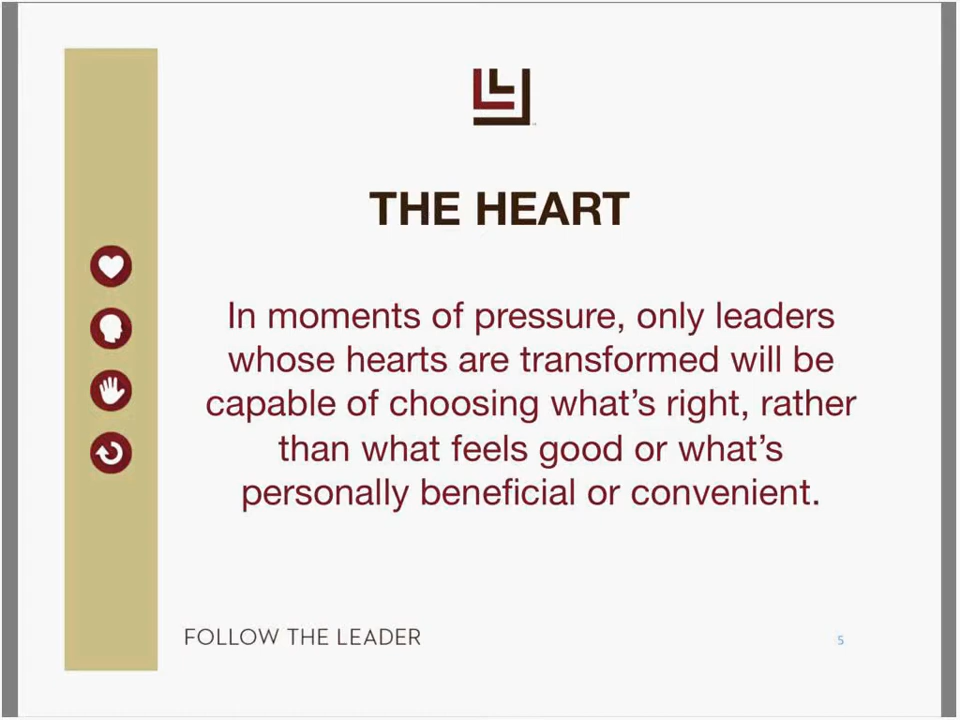 THE HEART
In moments of pressure, only leaders
whose hearts are transformed will be
capable of choosing what’s right, rather
than what feels good or what’s
personally beneficial or convenient.
FOLLOW THE LEADER
5